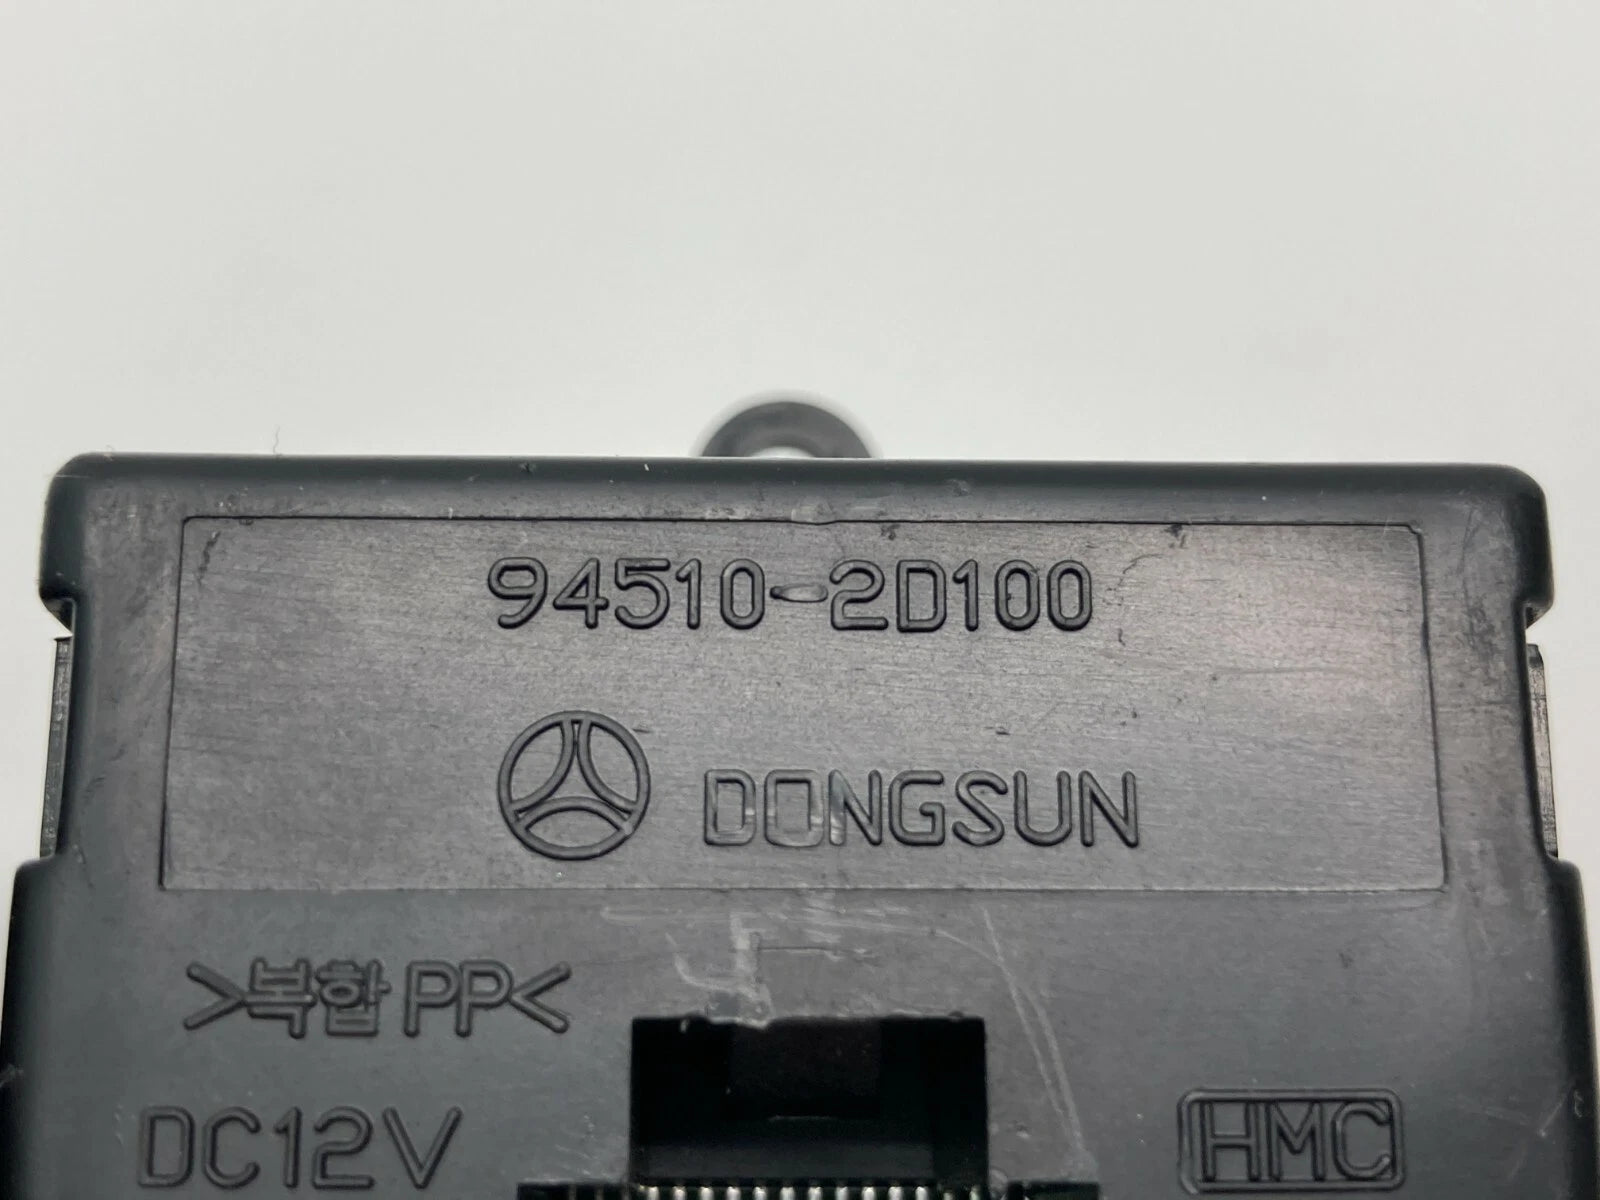 94510-2D100
DONGSUN
>복합 PP<
DC12V
HMC